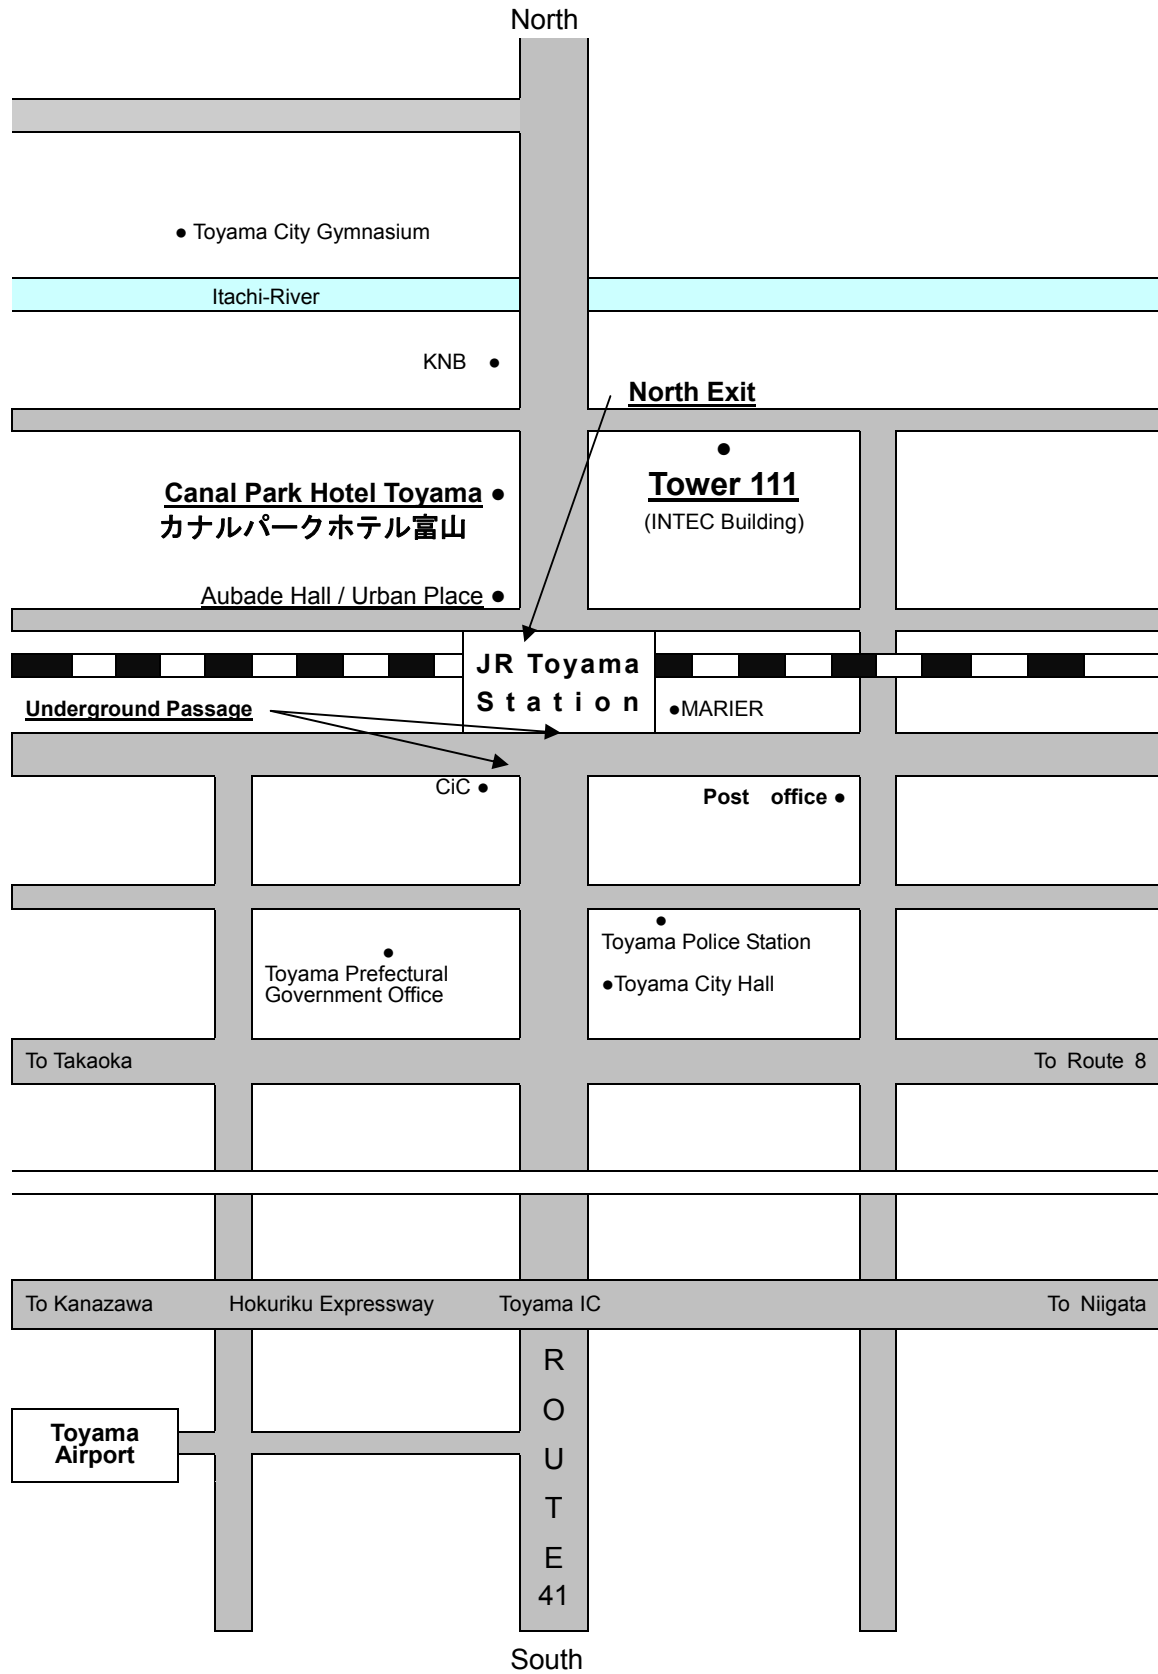 North
● Toyama City Gymnasium
Itachi-River
KNB ●
North Exit
●
Canal Park Hotel Toyama ●
カナルパークホテル富山
Tower 111
(INTEC Building)
Aubade Hall / Urban Place ●
JR Toyama
Station
Underground Passage
●MARIER
CiC ●
Post office ●
●
Toyama Police Station
●
Toyama Prefectural
Government Office
●Toyama City Hall
To Takaoka
To Route 8
To Kanazawa
Hokuriku Expressway
Toyama IC
To Niigata
R
O
U
T
E
41
Toyama
Airport
South